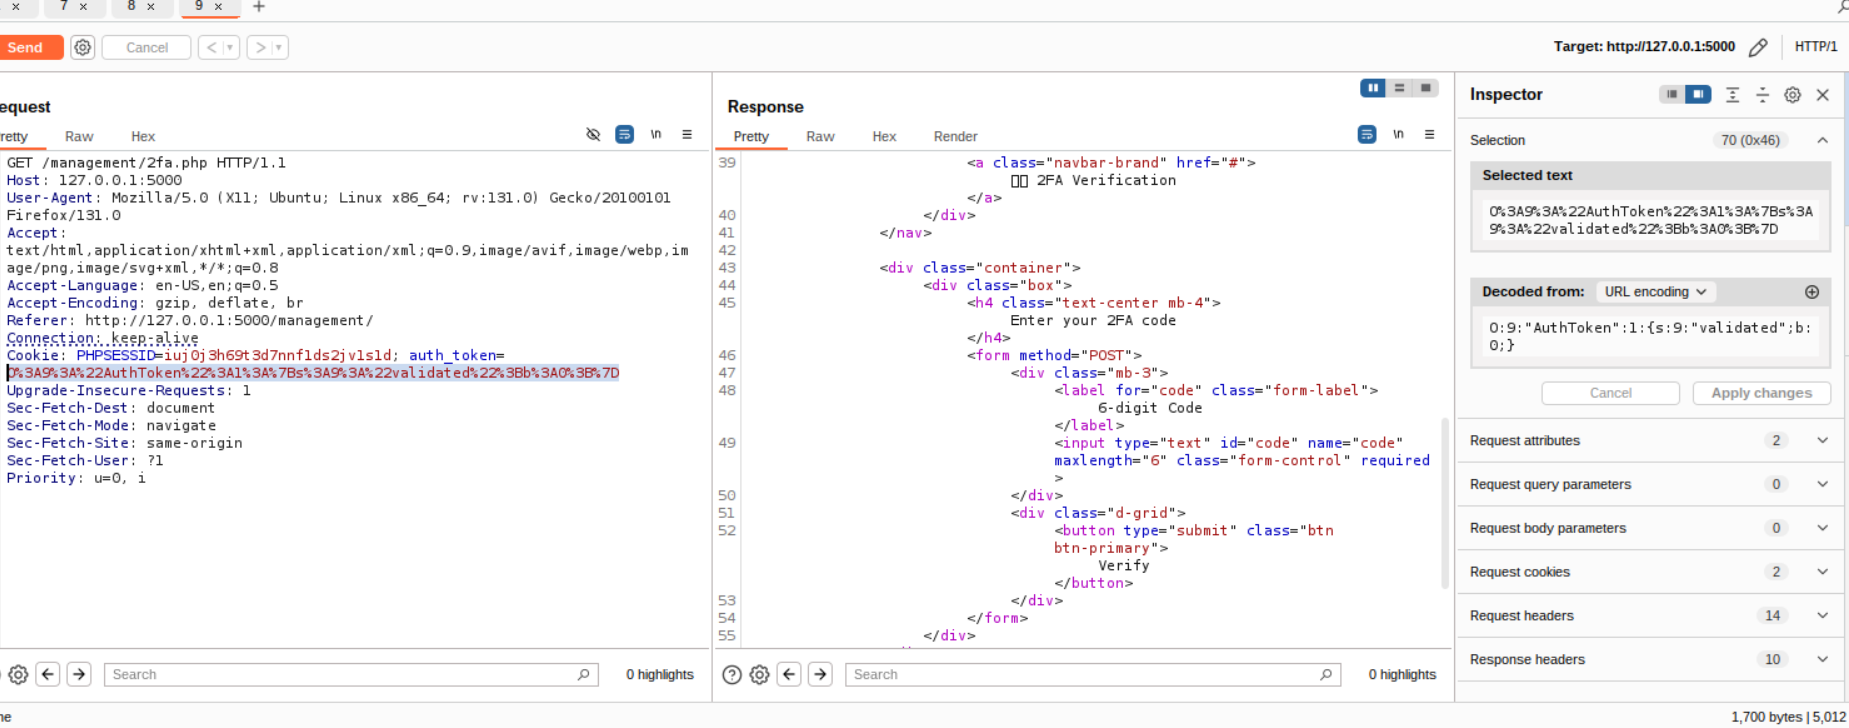 7 ×
8 ×
9 ×
+
Send
Cancel
<
>
Target: http://127.0.0.1:5000
HTTP/1
equest
retty
Raw
Hex
\n
GET /management/2fa.php HTTP/1.1
Host: 127.0.0.1:5000
User-Agent: Mozilla/5.0 (X11; Ubuntu; Linux x86_64; rv:131.0) Gecko/20100101
Firefox/131.0
Accept:
text/html,application/xhtml+xml,application/xml;q=0.9,image/avif,image/webp,im
age/png,image/svg+xml,*/*;q=0.8
Accept-Language: en-US,en;q=0.5
Accept-Encoding: gzip, deflate, br
Referer: http://127.0.0.1:5000/management/
Connection: keep-alive
Cookie: PHPSESSID=iuj0j3h69t3d7nnf1ds2jv1s1d; auth_token=
O%3A9%3A%22AuthToken%22%3A1%3A%7Bs%3A9%3A%22validated%22%3Bb%3A0%3B%7D
Upgrade-Insecure-Requests: 1
Sec-Fetch-Dest: document
Sec-Fetch-Mode: navigate
Sec-Fetch-Site: same-origin
Sec-Fetch-User: ?1
Priority: u=0, i
Search
0 highlights
Response
Pretty
Raw
Hex
Render
\n
39 <a class="navbar-brand" href="#">
2FA Verification
</a>
40 </div>
41 </nav>
42
43 <div class="container">
44 <div class="box">
45 <h4 class="text-center mb-4">
Enter your 2FA code
</h4>
46 <form method="POST">
47 <div class="mb-3">
48 <label for="code" class="form-label">
6-digit Code
</label>
49 <input type="text" id="code" name="code"
maxlength="6" class="form-control" required
>
50 </div>
51 <div class="d-grid">
52 <button type="submit" class="btn
btn-primary">
Verify
</button>
53 </div>
54 </form>
55 </div>
Search
0 highlights
Inspector
Selection 70 (0x46)
Selected text
O%3A9%3A%22AuthToken%22%3A1%3A%7Bs%3A
9%3A%22validated%22%3Bb%3A0%3B%7D
Decoded from: URL encoding
O:9:"AuthToken":1:{s:9:"validated";b:
0;}
Cancel
Apply changes
Request attributes 2
Request query parameters 0
Request body parameters 0
Request cookies 2
Request headers 14
Response headers 10
ne
1,700 bytes | 5,012